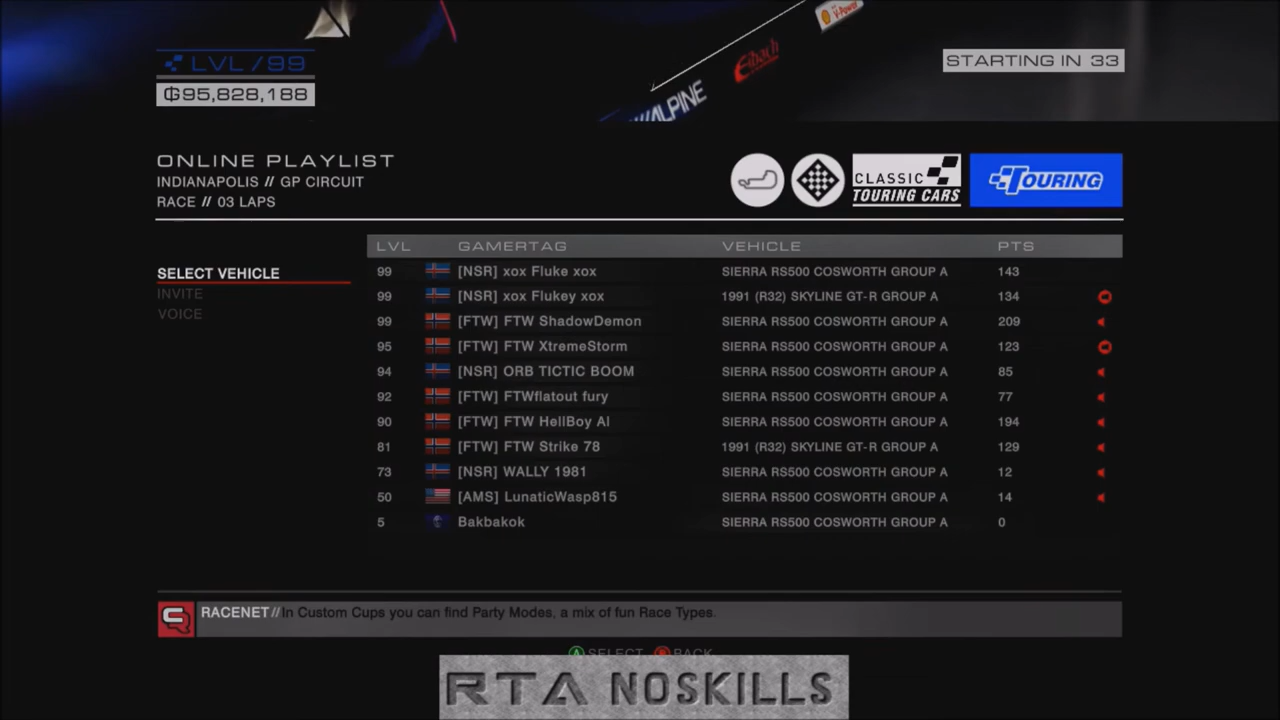 LVL/99
G95,828,188
V-Power
Eibach
ALPINE
STARTING IN 33
ONLINE PLAYLIST
INDIANAPOLIS // GP CIRCUIT
RACE // 03 LAPS
CLASSIC
TOURING CARS
TOURING
LVL GAMERTAG VEHICLE PTS
SELECT VEHICLE
INVITE
VOICE
99 [NSR] xox Fluke xox SIERRA RS500 COSWORTH GROUP A 143
99 [NSR] xox Flukey xox 1991 (R32) SKYLINE GT-R GROUP A 134
99 [FTW] FTW ShadowDemon SIERRA RS500 COSWORTH GROUP A 209
95 [FTW] FTW XtremeStorm SIERRA RS500 COSWORTH GROUP A 123
94 [NSR] ORB TICTIC BOOM SIERRA RS500 COSWORTH GROUP A 85
92 [FTW] FTWflatout fury SIERRA RS500 COSWORTH GROUP A 77
90 [FTW] FTW HellBoy Al SIERRA RS500 COSWORTH GROUP A 194
81 [FTW] FTW Strike 78 1991 (R32) SKYLINE GT-R GROUP A 129
73 [NSR] WALLY 1981 SIERRA RS500 COSWORTH GROUP A 12
50 [AMS] LunaticWasp815 SIERRA RS500 COSWORTH GROUP A 14
5 Bakbakok SIERRA RS500 COSWORTH GROUP A 0
RACENET// In Custom Cups you can find Party Modes, a mix of fun Race Types.
A SELECT B BACK
RTA NOSKILLS